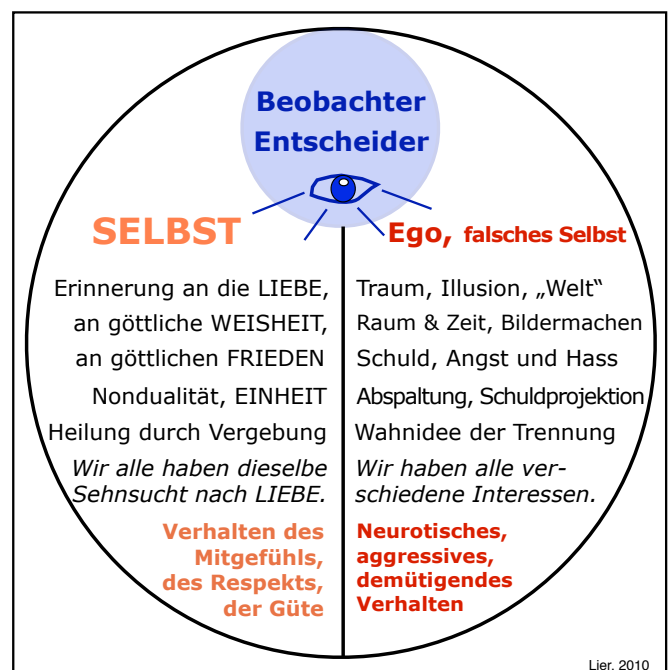 Beobachter
Entscheider
SELBST
Erinnerung an die LIEBE,
an göttliche WEISHEIT,
an göttlichen FRIEDEN
Nondualität, EINHEIT
Heilung durch Vergebung
Wir alle haben dieselbe
Sehnsucht nach LIEBE.
Verhalten des
Mitgefühls,
des Respekts,
der Güte
Ego, falsches Selbst
Traum, Illusion, „Welt“
Raum & Zeit, Bildermachen
Schuld, Angst und Hass
Abspaltung, Schuldprojektion
Wahnidee der Trennung
Wir haben alle ver-
schiedene Interessen.
Neurotisches,
aggressives,
demütigendes
Verhalten
Lier, 2010